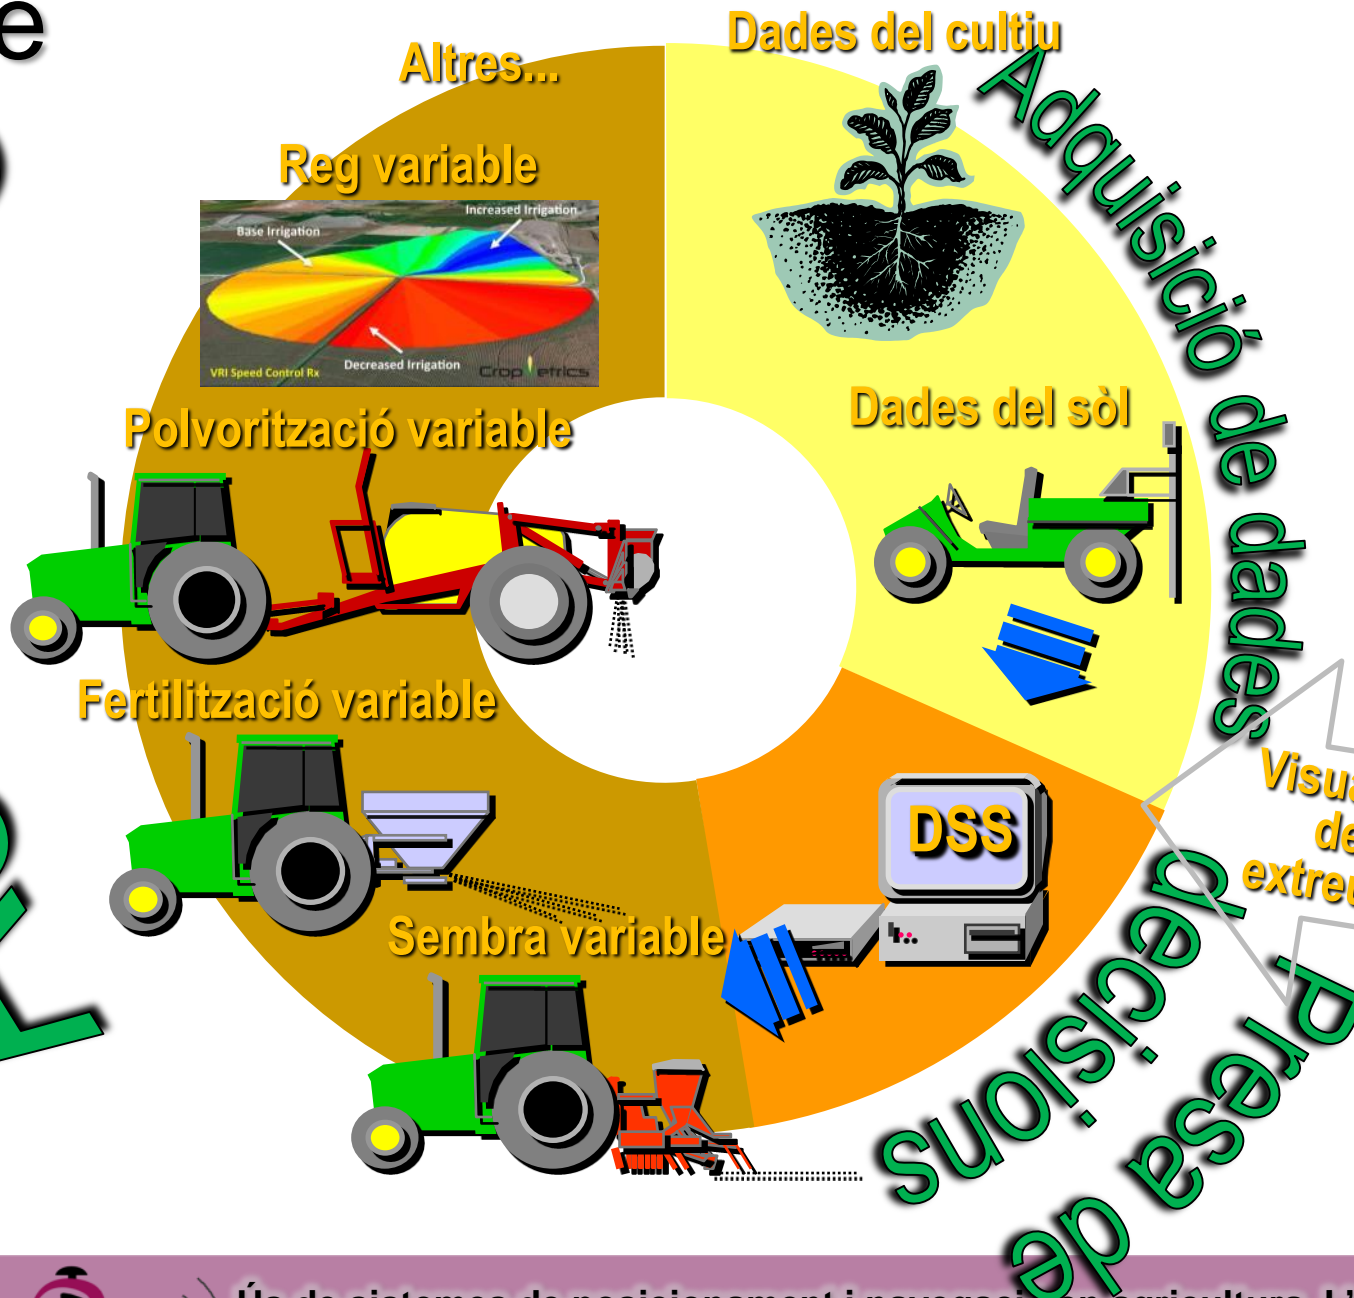 e
Dades del cultiu
Altres...
Adquisició de dades
Reg variable
Increased Irrigation
Base Irrigation
Decreased Irrigation
VRI Speed Control Rx
CropMetrics
Dades del sòl
Polvorització variable
Fertilització variable
DSS
Sembra variable
Presa de
decisions